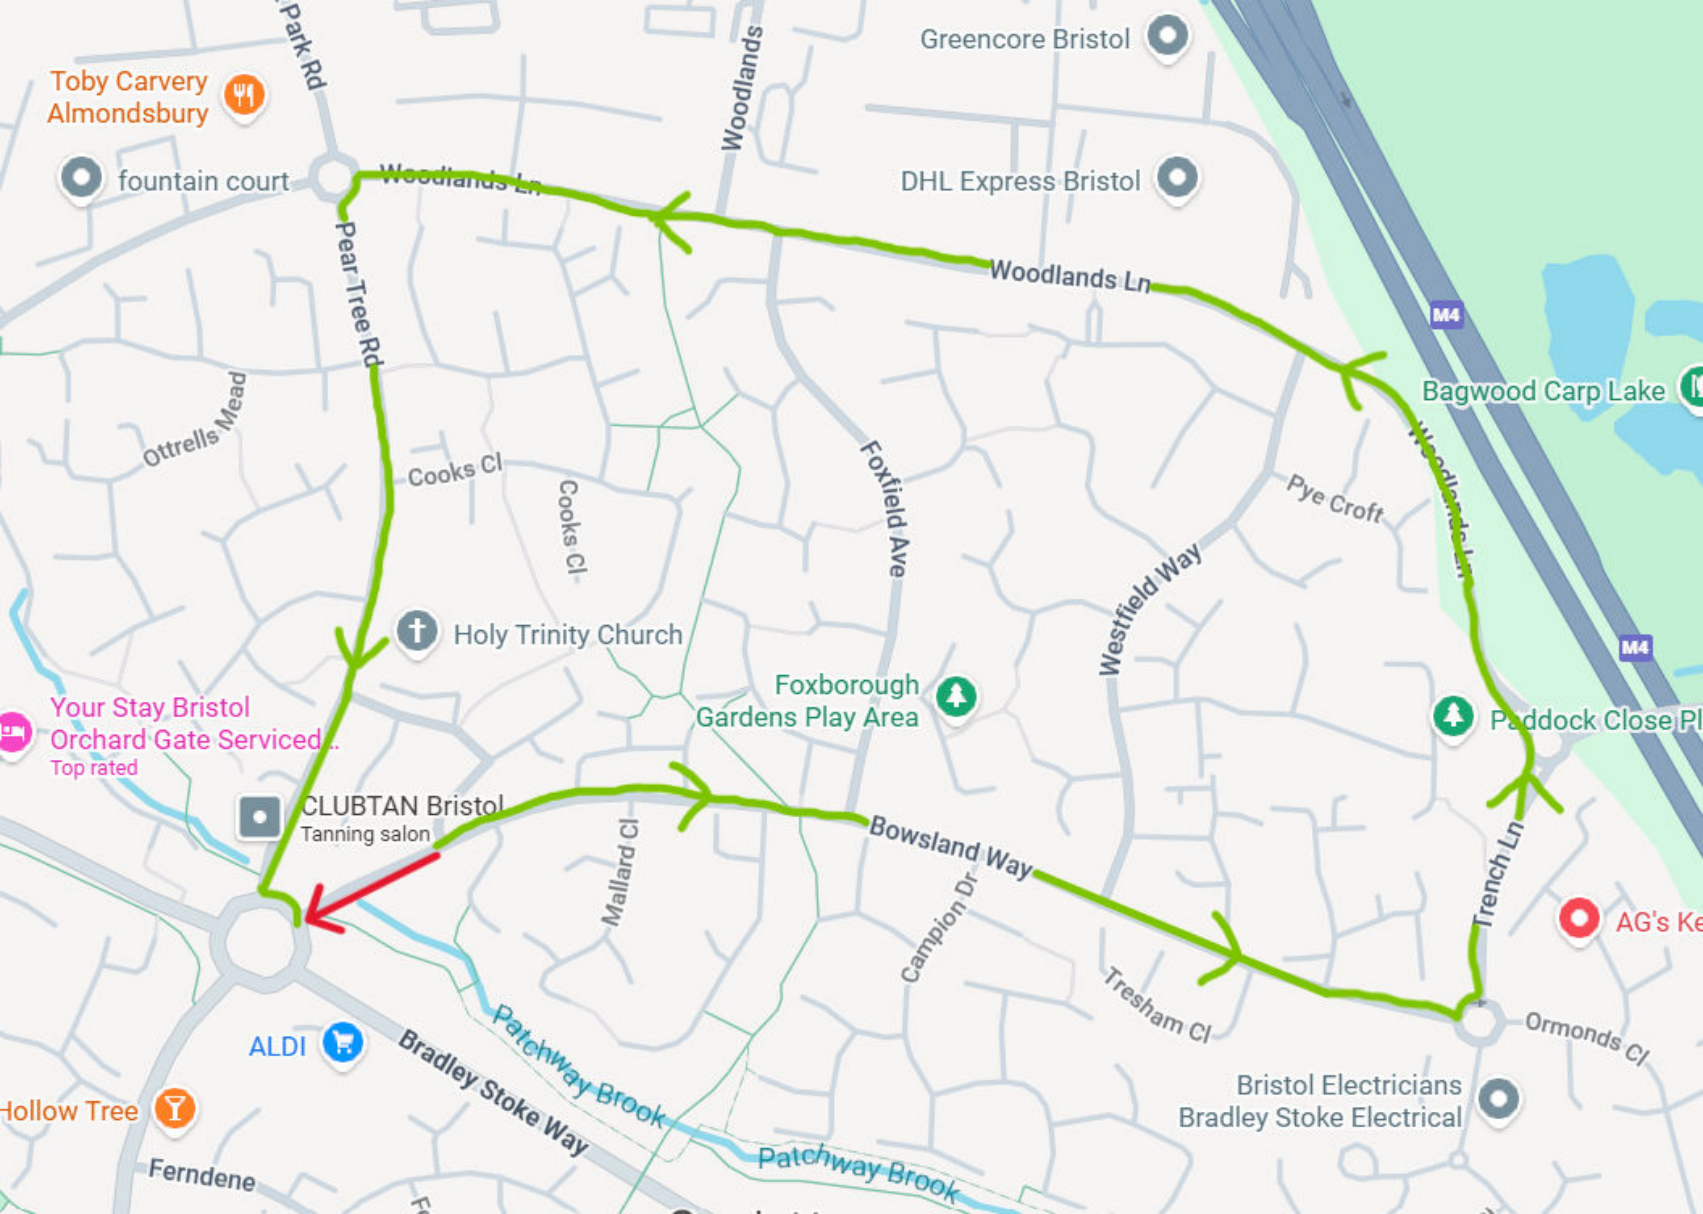 Park Rd
Woodlands
Greencore Bristol
Toby Carvery
Almondsbury
fountain court
Woodlands Ln
DHL Express Bristol
Pear Tree Rd
Woodlands Ln
M4
Bagwood Carp Lake
Ottrells Mead
Cooks Cl
Cooks Cl
Foxfield Ave
Pye Croft
Woodlands Ln
Westfield Way
Holy Trinity Church
M4
Foxborough
Gardens Play Area
Your Stay Bristol
Orchard Gate Serviced...
Top rated
Paddock Close Pl
CLUBTAN Bristol
Tanning salon
Mallard Cl
Bowsland Way
Trench Ln
Campion Dr
AG's Ke
Tresham Cl
Ormonds Cl
ALDI
Bradley Stoke Way
Patchway Brook
Bristol Electricians
Bradley Stoke Electrical
Hollow Tree
Ferndene
Patchway Brook
Fe